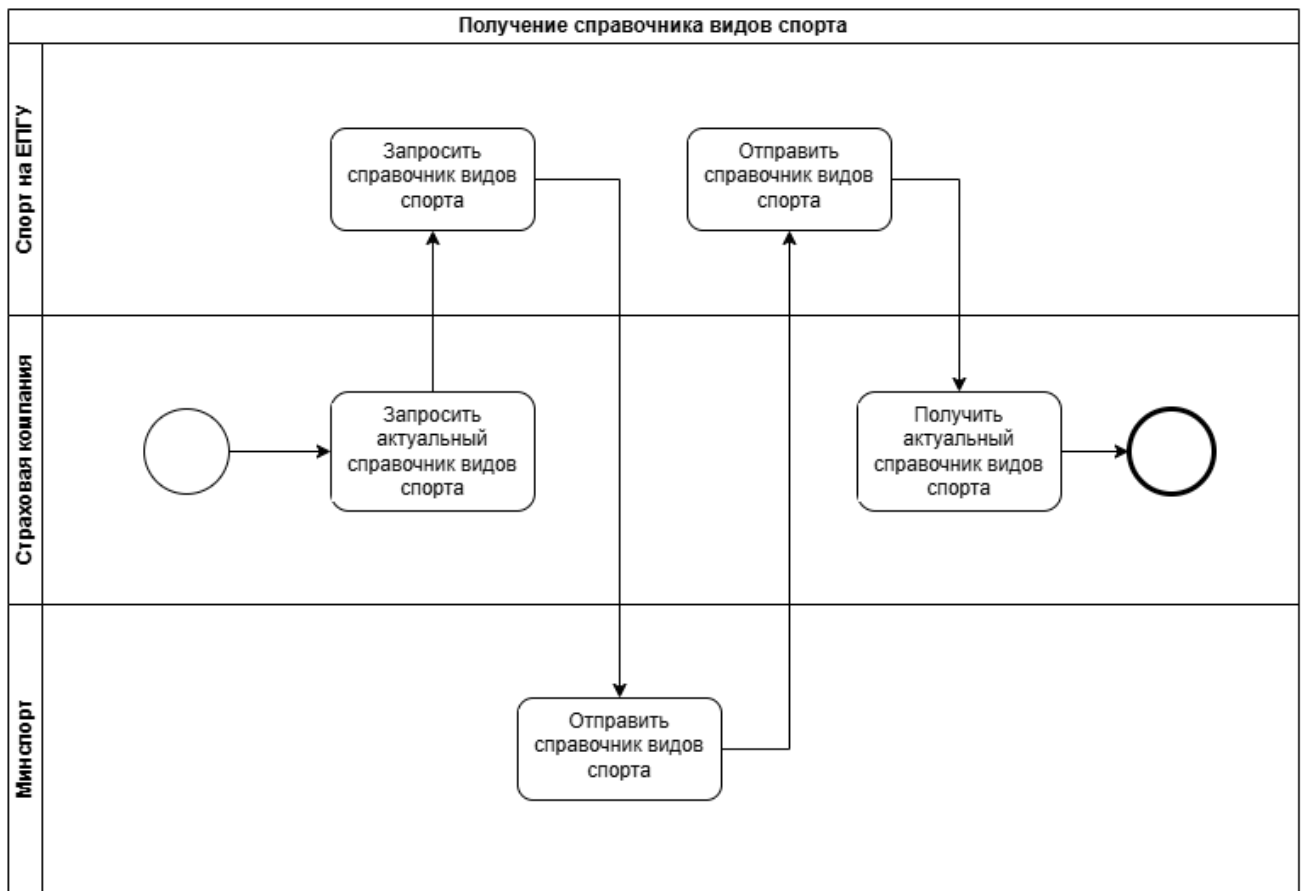 Получение справочника видов спорта
Спорт на ЕПГУ
Запросить
справочник видов
спорта
Отправить
справочник видов
спорта
Страховая компания
Запросить
актуальный
справочник видов
спорта
Получить
актуальный
справочник видов
спорта
Минспорт
Отправить
справочник видов
спорта